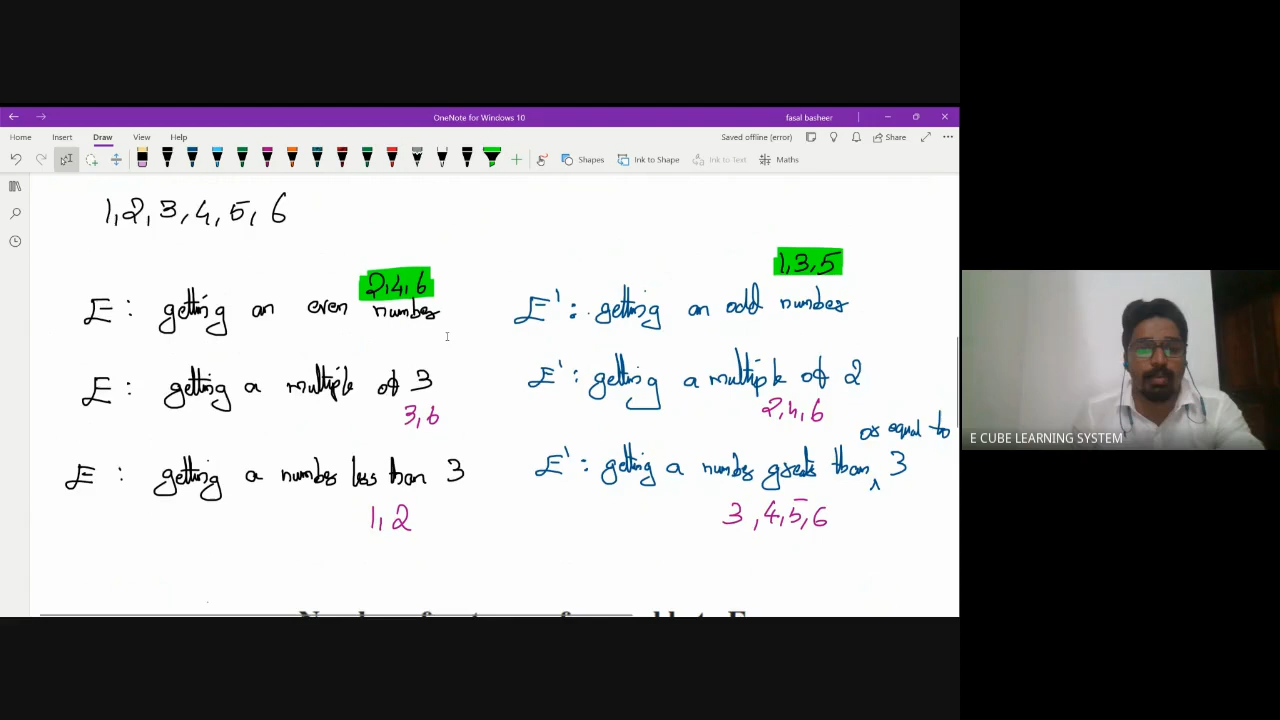 OneNote for Windows 10
fasal basheer
Home Insert Draw View Help
Saved offline (error)
Share
Shapes
Ink to Shape
Ink to Text
Maths
1, 2, 3, 4, 5, 6
2,4,6
E : getting an even number
1,3,5
E' : getting an odd number
E : getting a multiple of 3
3,6
E' : getting a multiple of 2
2,4,6
E : getting a number less than 3
1, 2
or equal to
E' : getting a number greater than ^ 3
3 ,4,5,6
E CUBE LEARNING SYSTEM